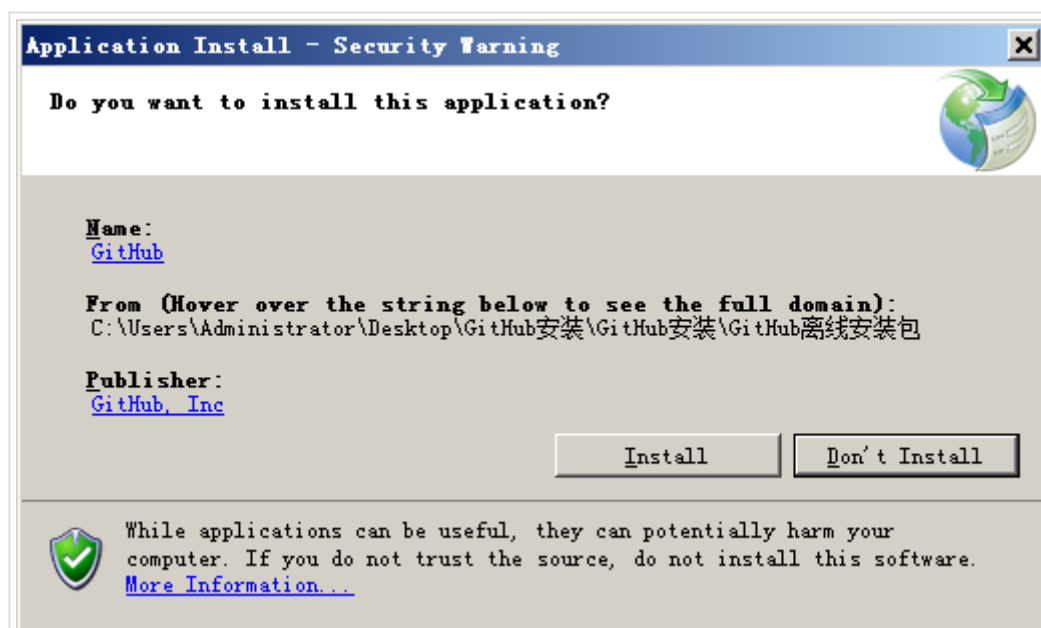 Application Install - Security Warning
Do you want to install this application?
Name:
GitHub
From (Hover over the string below to see the full domain):
C:\Users\Administrator\Desktop\GitHub安装\GitHub安装\GitHub离线安装包
Publisher:
GitHub, Inc
Install
Don't Install
While applications can be useful, they can potentially harm your
computer. If you do not trust the source, do not install this software.
More Information...